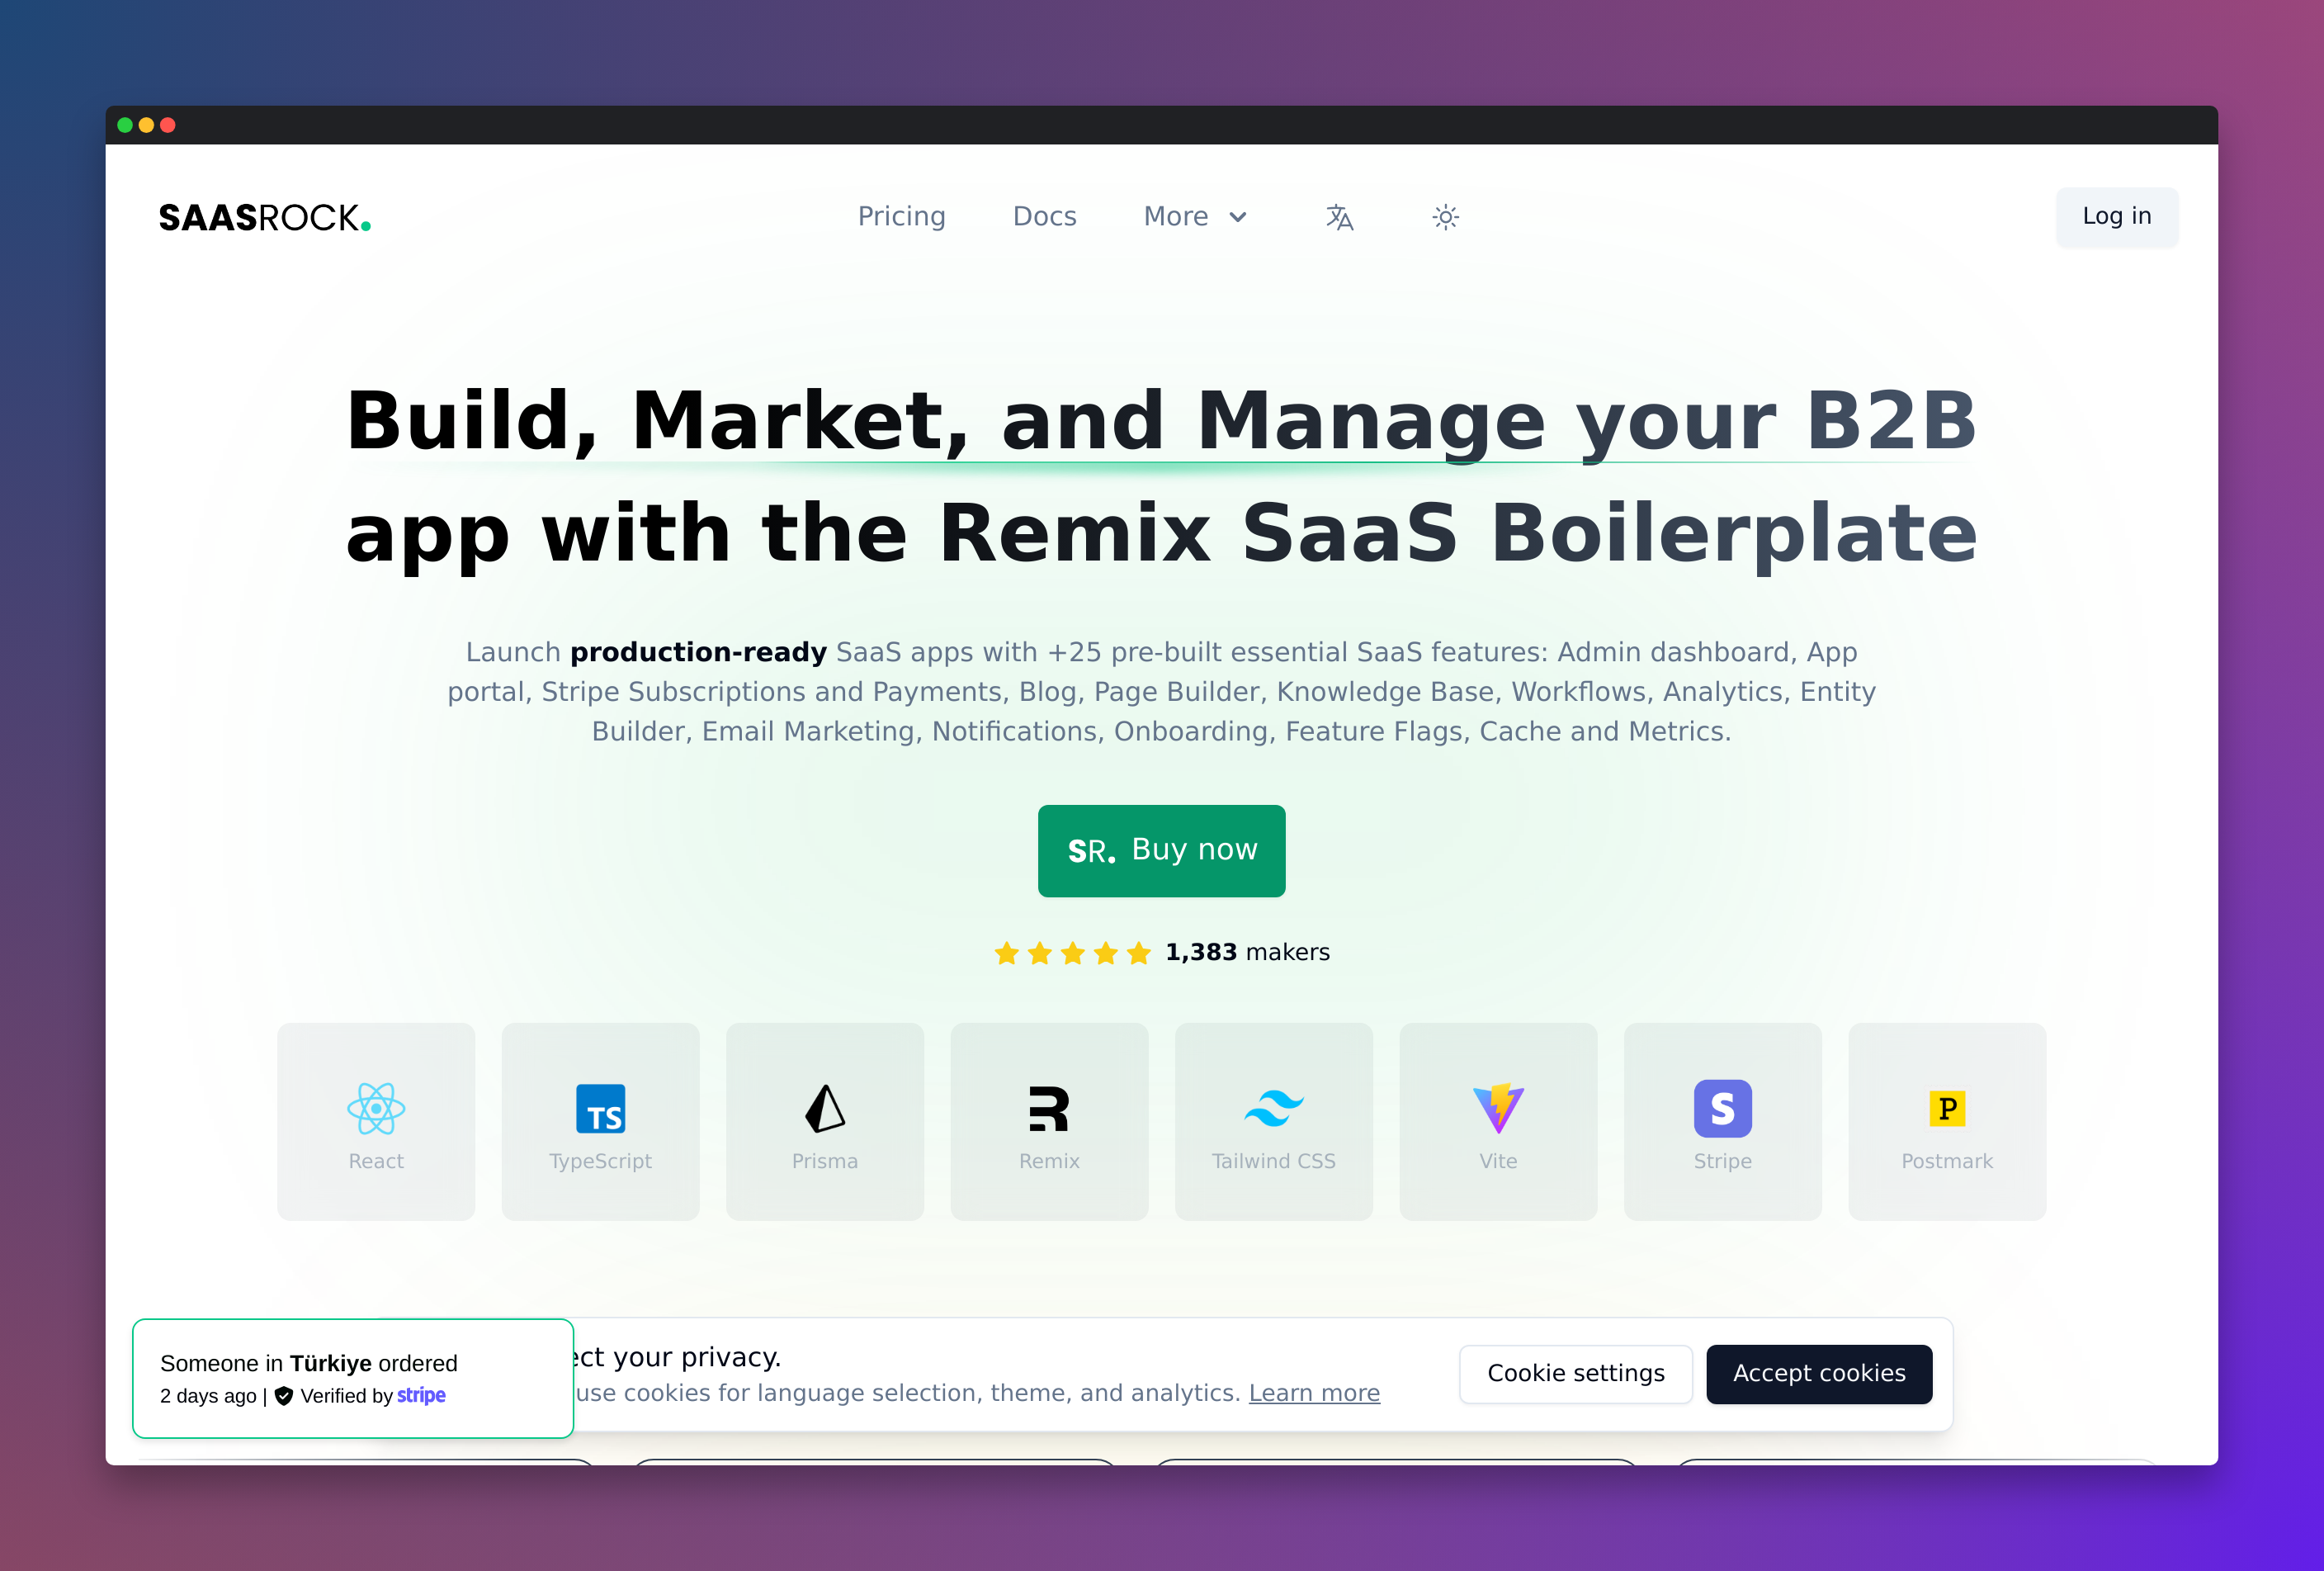 SAASROCK.
Pricing
Docs
More
Log in
Build, Market, and Manage your B2B
app with the Remix SaaS Boilerplate
Launch production-ready SaaS apps with +25 pre-built essential SaaS features: Admin dashboard, App
portal, Stripe Subscriptions and Payments, Blog, Page Builder, Knowledge Base, Workflows, Analytics, Entity
Builder, Email Marketing, Notifications, Onboarding, Feature Flags, Cache and Metrics.
SR. Buy now
1,383 makers
React
TS
TypeScript
Prisma
R
Remix
Tailwind CSS
Vite
S
Stripe
P
Postmark
Someone in Türkiye ordered
2 days ago | Verified by stripe
your privacy.
use cookies for language selection, theme, and analytics. Learn more
Cookie settings
Accept cookies